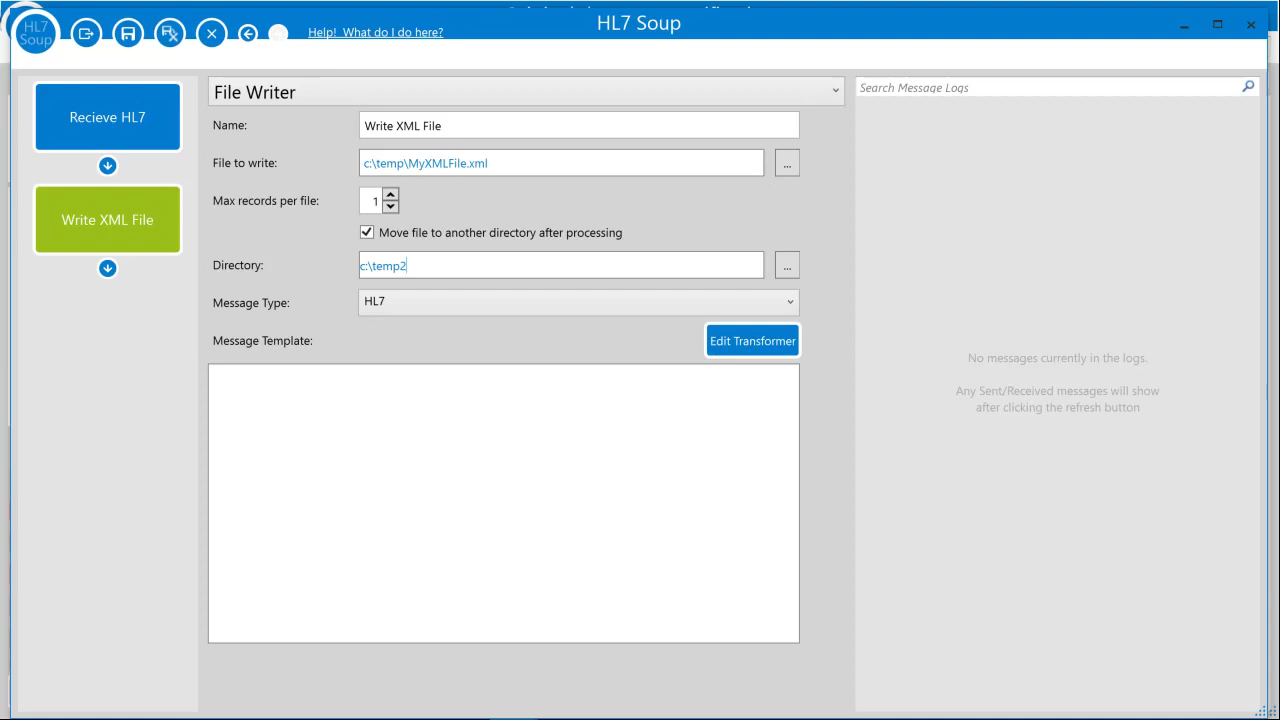 HL7 Soup
HL7
Soup
Help! What do I do here?
Recieve HL7
Write XML File
File Writer
Name:
Write XML File
File to write:
c:\temp\MyXMLFile.xml
...
Max records per file:
1
Move file to another directory after processing
Directory:
c:\temp2
...
Message Type:
HL7
Message Template:
Edit Transformer
Search Message Logs
No messages currently in the logs.
Any Sent/Received messages will show
after clicking the refresh button